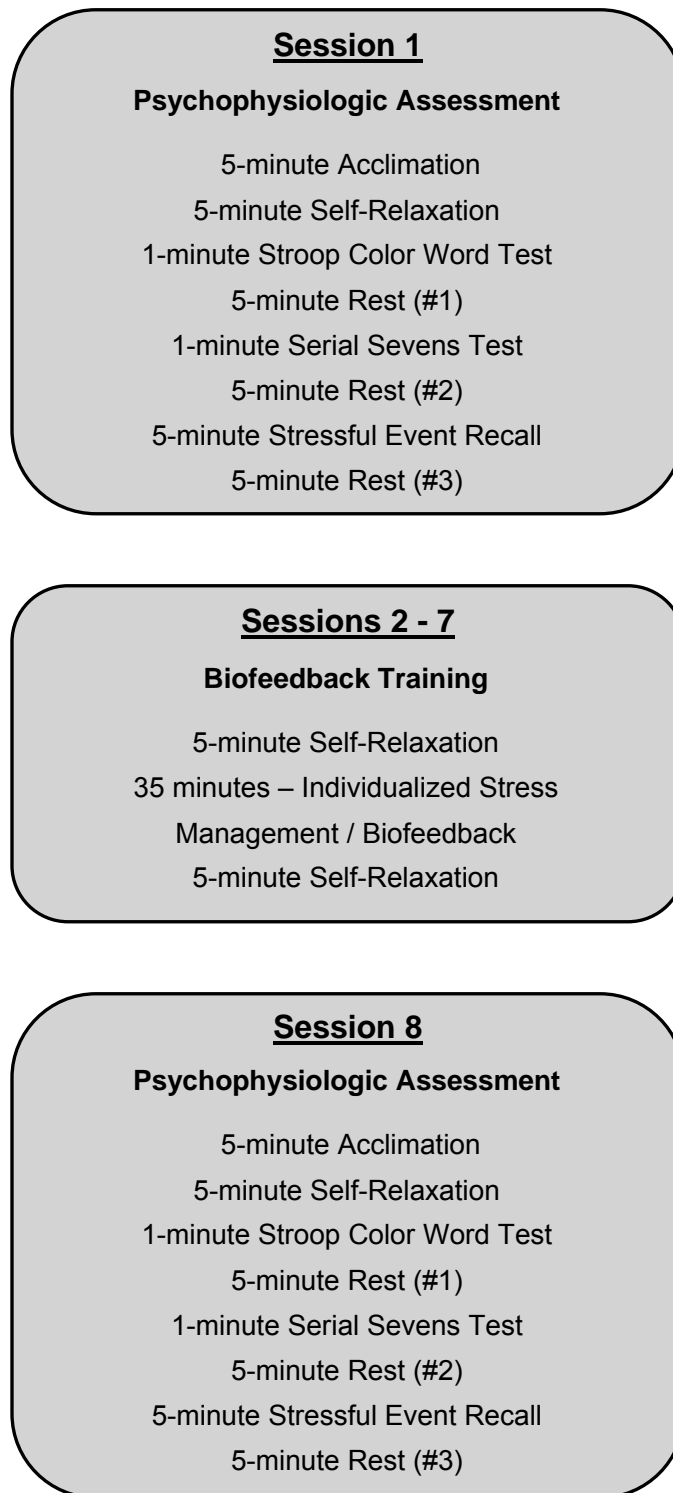 Session 1
Psychophysiologic Assessment
5-minute Acclimation
5-minute Self-Relaxation
1-minute Stroop Color Word Test
5-minute Rest (#1)
1-minute Serial Sevens Test
5-minute Rest (#2)
5-minute Stressful Event Recall
5-minute Rest (#3)
Sessions 2 - 7
Biofeedback Training
5-minute Self-Relaxation
35 minutes – Individualized Stress
Management / Biofeedback
5-minute Self-Relaxation
Session 8
Psychophysiologic Assessment
5-minute Acclimation
5-minute Self-Relaxation
1-minute Stroop Color Word Test
5-minute Rest (#1)
1-minute Serial Sevens Test
5-minute Rest (#2)
5-minute Stressful Event Recall
5-minute Rest (#3)